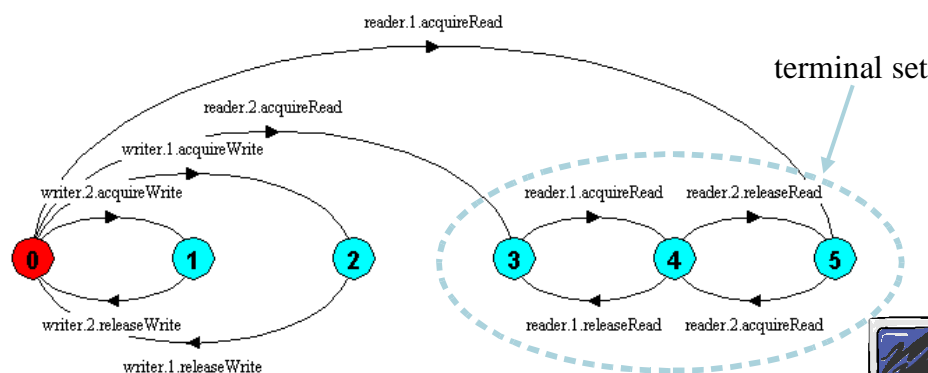 reader.1.acquireRead
terminal set
reader.2.acquireRead
writer.1.acquireWrite
writer.2.acquireWrite
reader.1.acquireRead
reader.2.releaseRead
0
1
2
3
4
5
writer.2.releaseWrite
reader.1.releaseRead
reader.2.acquireRead
writer.1.releaseWrite